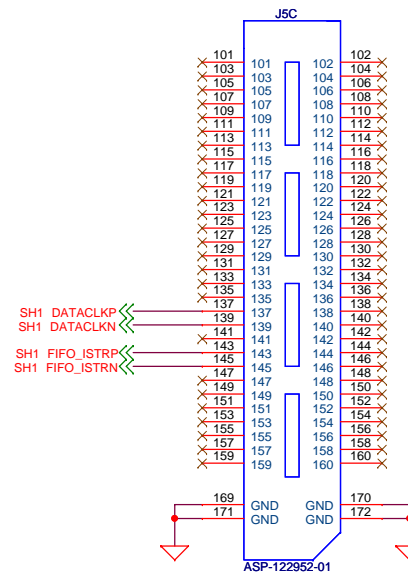 J5C
101 101 102 102
103 103 104 104
105 105 106 106
107 107 108 108
109 109 110 110
111 111 112 112
113 113 114 114
115 115 116 116
117 117 118 118
119 119 120 120
121 121 122 122
123 123 124 124
125 125 126 126
127 127 128 128
129 129 130 130
131 131 132 132
133 133 134 134
135 135 136 136
SH1 DATACLKP 137 137 138 138
SH1 DATACLKN 139 139 140 140
141 141 142 142
SH1 FIFO_ISTRP 143 143 144 144
SH1 FIFO_ISTRN 145 145 146 146
147 147 148 148
149 149 150 150
151 151 152 152
153 153 154 154
155 155 156 156
157 157 158 158
159 159 160 160
169 GND GND 170
171 GND GND 172
ASP-122952-01